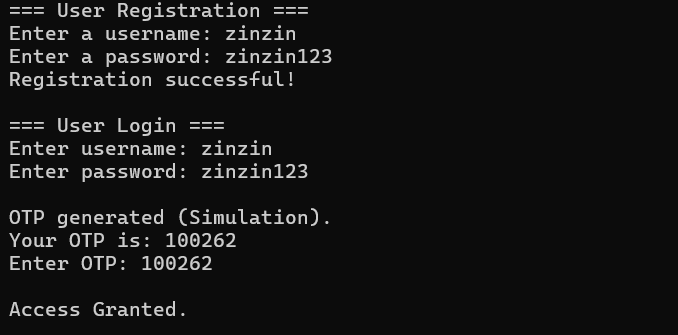 === User Registration ===
Enter a username: zinzin
Enter a password: zinzin123
Registration successful!
=== User Login ===
Enter username: zinzin
Enter password: zinzin123
OTP generated (Simulation).
Your OTP is: 100262
Enter OTP: 100262
Access Granted.